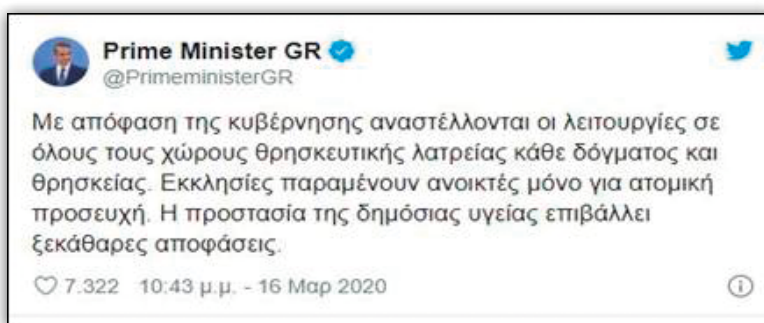 Prime Minister GR
@PrimeministerGR
Με απόφαση της κυβέρνησης αναστέλλονται οι λειτουργίες σε
όλους τους χώρους θρησκευτικής λατρείας κάθε δόγματος και
θρησκείας. Εκκλησίες παραμένουν ανοικτές μόνο για ατομική
προσευχή. Η προστασία της δημόσιας υγείας επιβάλλει
ξεκάθαρες αποφάσεις.
7.322 10:43 μ.μ. - 16 Μαρ 2020